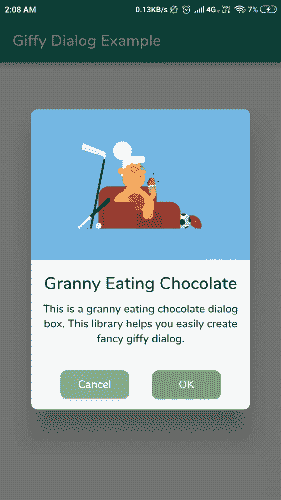 2:08 AM 0.13KB/s 4G 7%
Giffy Dialog Example
Granny Eating Chocolate
This is a granny eating chocolate dialog
box. This library helps you easily create
fancy giffy dialog.
Cancel OK